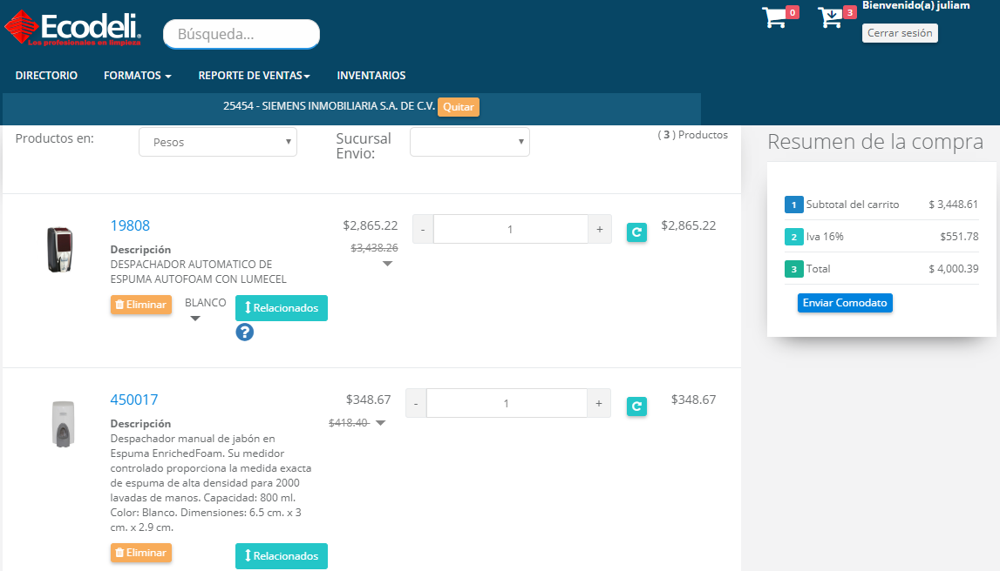 Ecodeli®
Los profesionales en limpieza
Búsqueda...
0
3
Bienvenido(a) juliam
Cerrar sesión
DIRECTORIO FORMATOS REPORTE DE VENTAS INVENTARIOS
25454 - SIEMENS INMOBILIARIA S.A. DE C.V. Quitar
Productos en: Pesos Sucursal Envio: ( 3 ) Productos
19808 $2,865.22 - 1 + $2,865.22
$3,438.26
Descripción
DESPACHADOR AUTOMATICO DE
ESPUMA AUTOFOAM CON LUMECEL
Eliminar BLANCO Relacionados
?
450017 $348.67 - 1 + $348.67
$418.40
Descripción
Despachador manual de jabón en
Espuma EnrichedFoam. Su medidor
controlado proporciona la medida exacta
de espuma de alta densidad para 2000
lavadas de manos. Capacidad: 800 ml.
Color: Blanco. Dimensiones: 6.5 cm. x 3
cm. x 2.9 cm.
Eliminar Relacionados
Resumen de la compra
1 Subtotal del carrito $ 3,448.61
2 Iva 16% $551.78
3 Total $ 4,000.39
Enviar Comodato